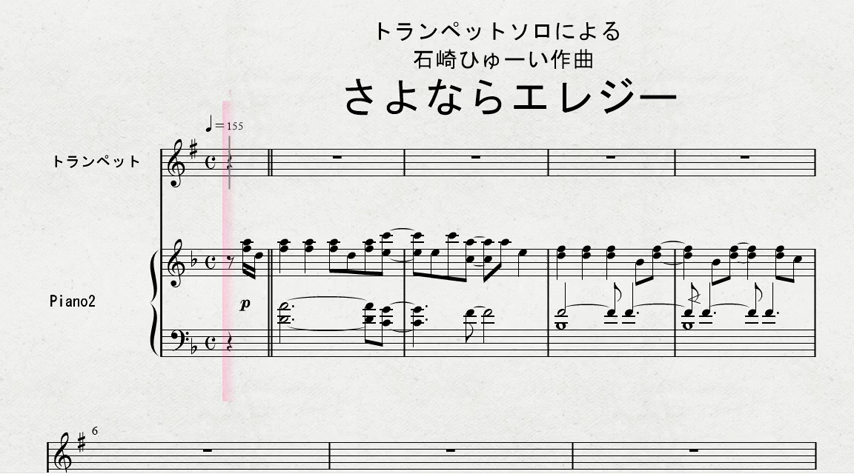 トランペットソロによる
石崎ひゅーい作曲
さよならエレジー
♩=155
トランペット
Piano2
p
6